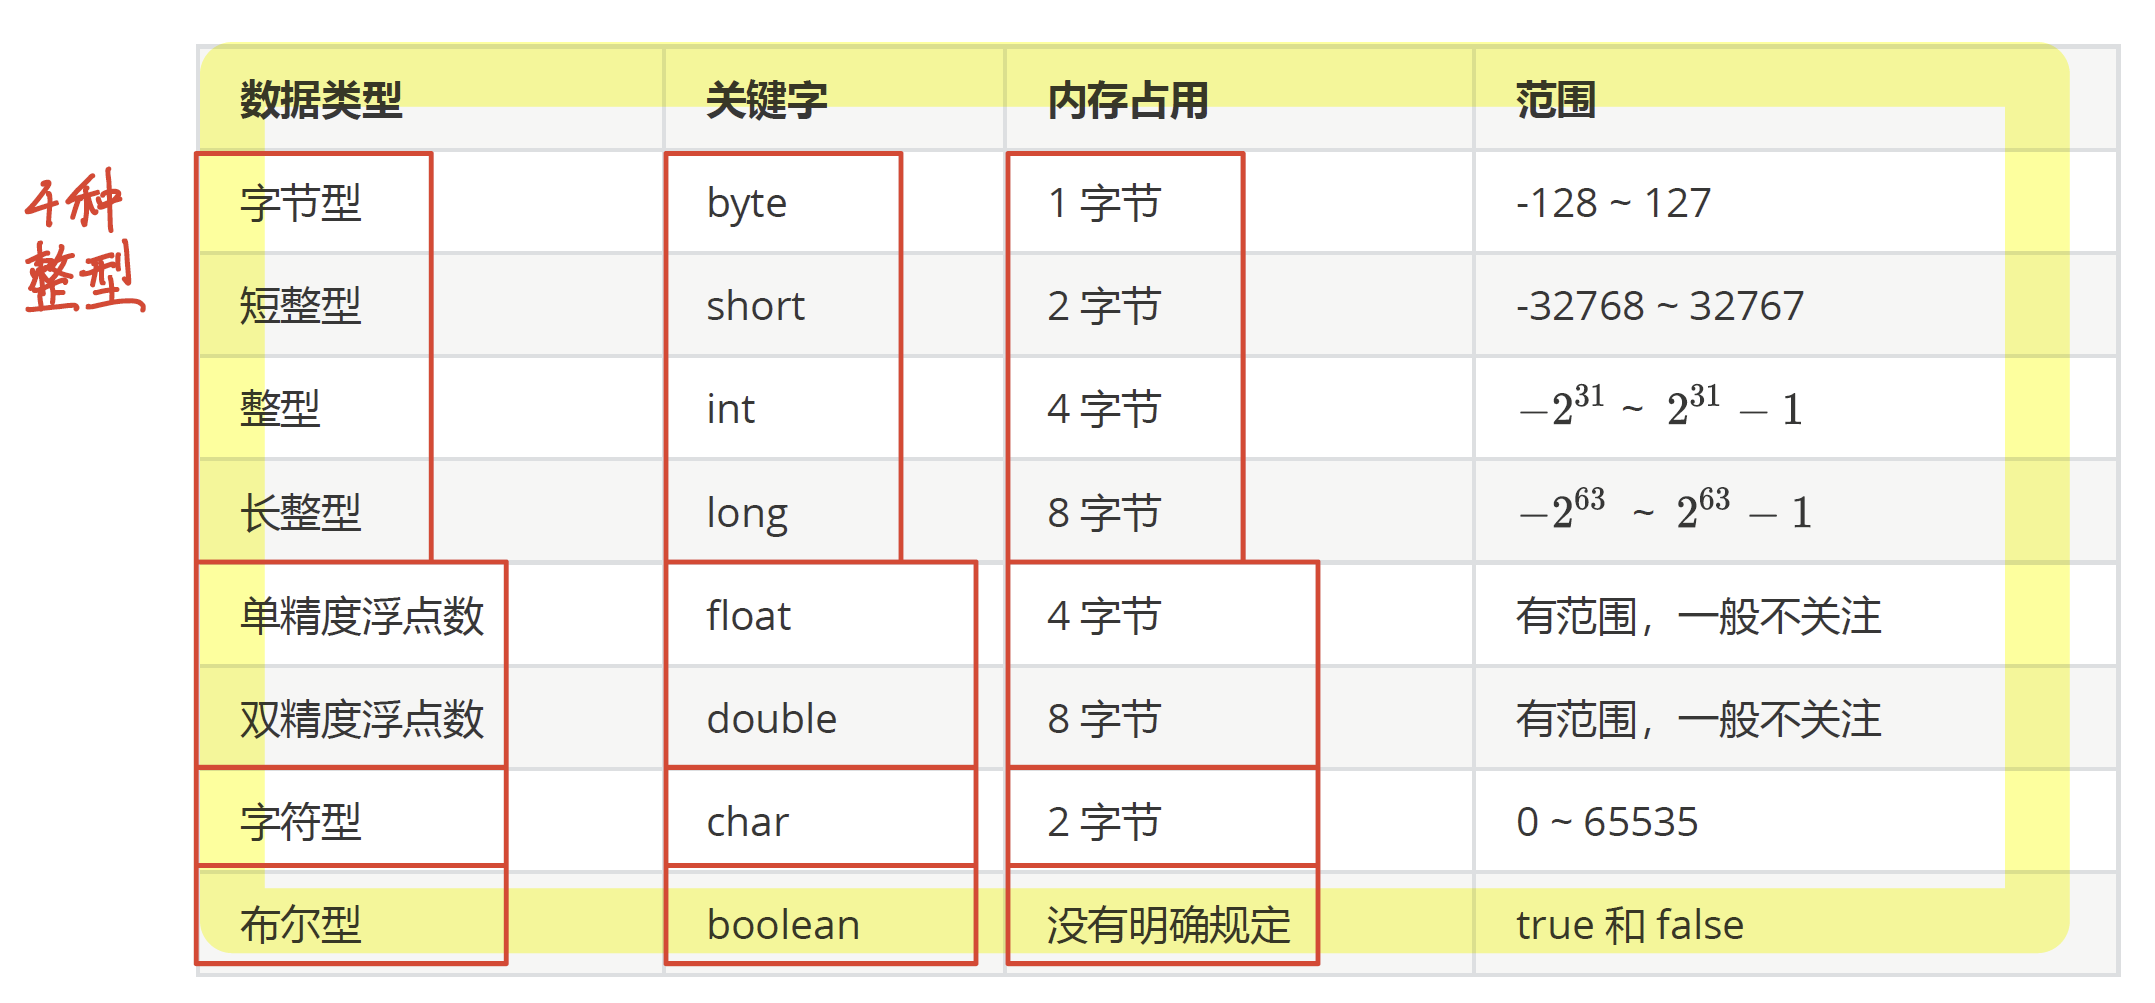 数据类型 关键字 内存占用 范围
4种
整型
字节型 byte 1 字节 -128 ~ 127
短整型 short 2 字节 -32768 ~ 32767
整型 int 4 字节 −2^31 ~ 2^31 − 1
长整型 long 8 字节 −2^63 ~ 2^63 − 1
单精度浮点数 float 4 字节 有范围，一般不关注
双精度浮点数 double 8 字节 有范围，一般不关注
字符型 char 2 字节 0 ~ 65535
布尔型 boolean 没有明确规定 true 和 false